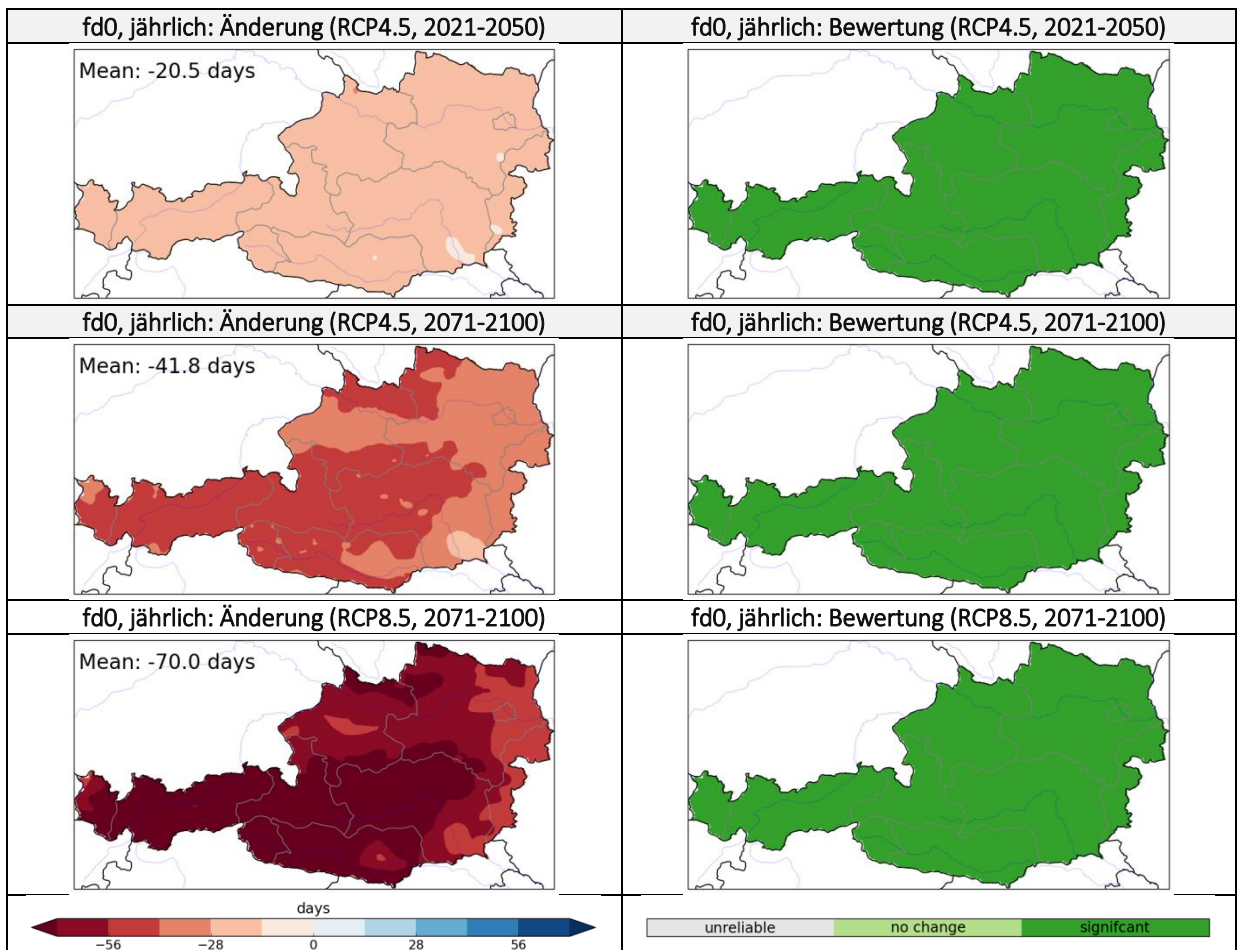 fd0, jährlich: Änderung (RCP4.5, 2021-2050)
fd0, jährlich: Bewertung (RCP4.5, 2021-2050)
Mean: -20.5 days
fd0, jährlich: Änderung (RCP4.5, 2071-2100)
fd0, jährlich: Bewertung (RCP4.5, 2071-2100)
Mean: -41.8 days
fd0, jährlich: Änderung (RCP8.5, 2071-2100)
fd0, jährlich: Bewertung (RCP8.5, 2071-2100)
Mean: -70.0 days
days
−56 −28 0 28 56
unreliable no change signifcant